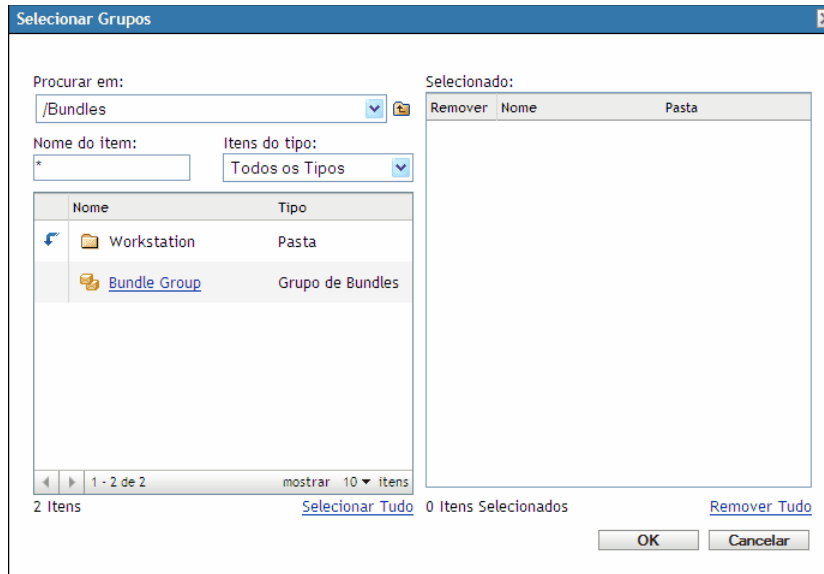 Selecionar Grupos
Procurar em:
/Bundles
Nome do item:
Itens do tipo:
*
Todos os Tipos
Nome
Tipo
Workstation
Pasta
Bundle Group
Grupo de Bundles
1 - 2 de 2
mostrar 10 itens
2 Itens
Selecionar Tudo
Selecionado:
Remover
Nome
Pasta
0 Itens Selecionados
Remover Tudo
OK
Cancelar